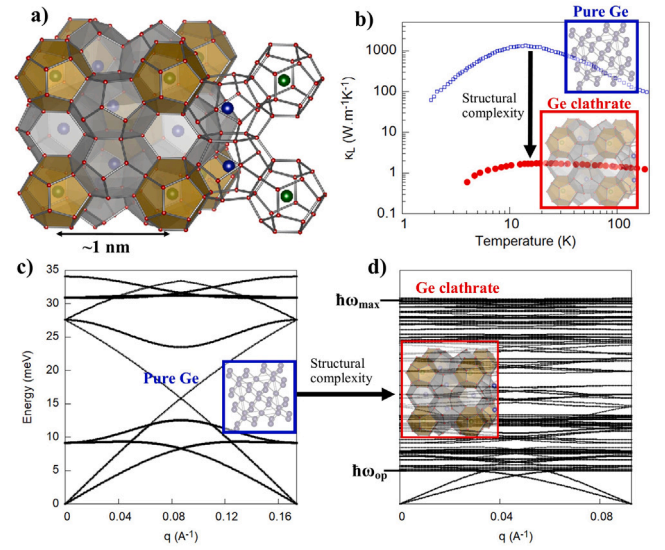 a)
~1 nm
b)
Pure Ge
1000
100
10
1
0.1
κL (W.m-1K-1)
Structural
complexity
Ge clathrate
10
100
Temperature (K)
c)
35
30
25
20
15
10
5
0
Energy (meV)
Pure Ge
0
0.04
0.08
0.12
0.16
q (A-1)
Structural
complexity
d)
Ge clathrate
ħωmax
ħωop
0
0.04
0.08
q (A-1)